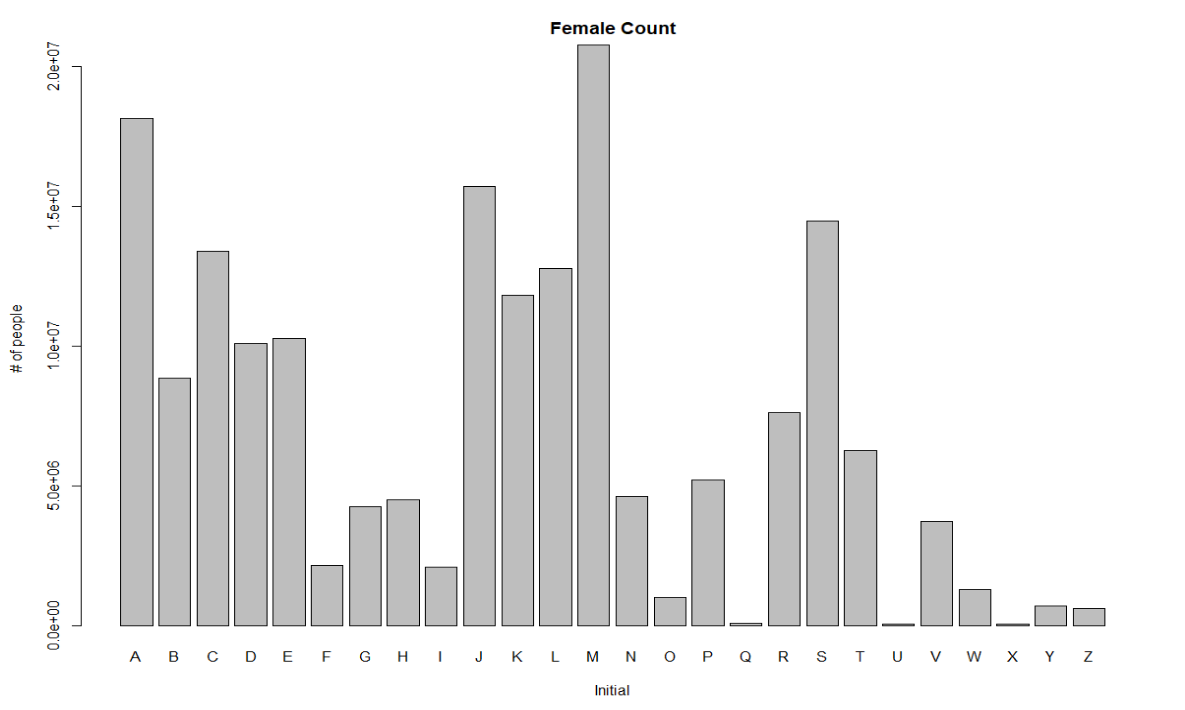 Female Count
# of people
2.0e+07
1.5e+07
1.0e+07
5.0e+06
0.0e+00
A B C D E F G H I J K L M N O P Q R S T U V W X Y Z
Initial